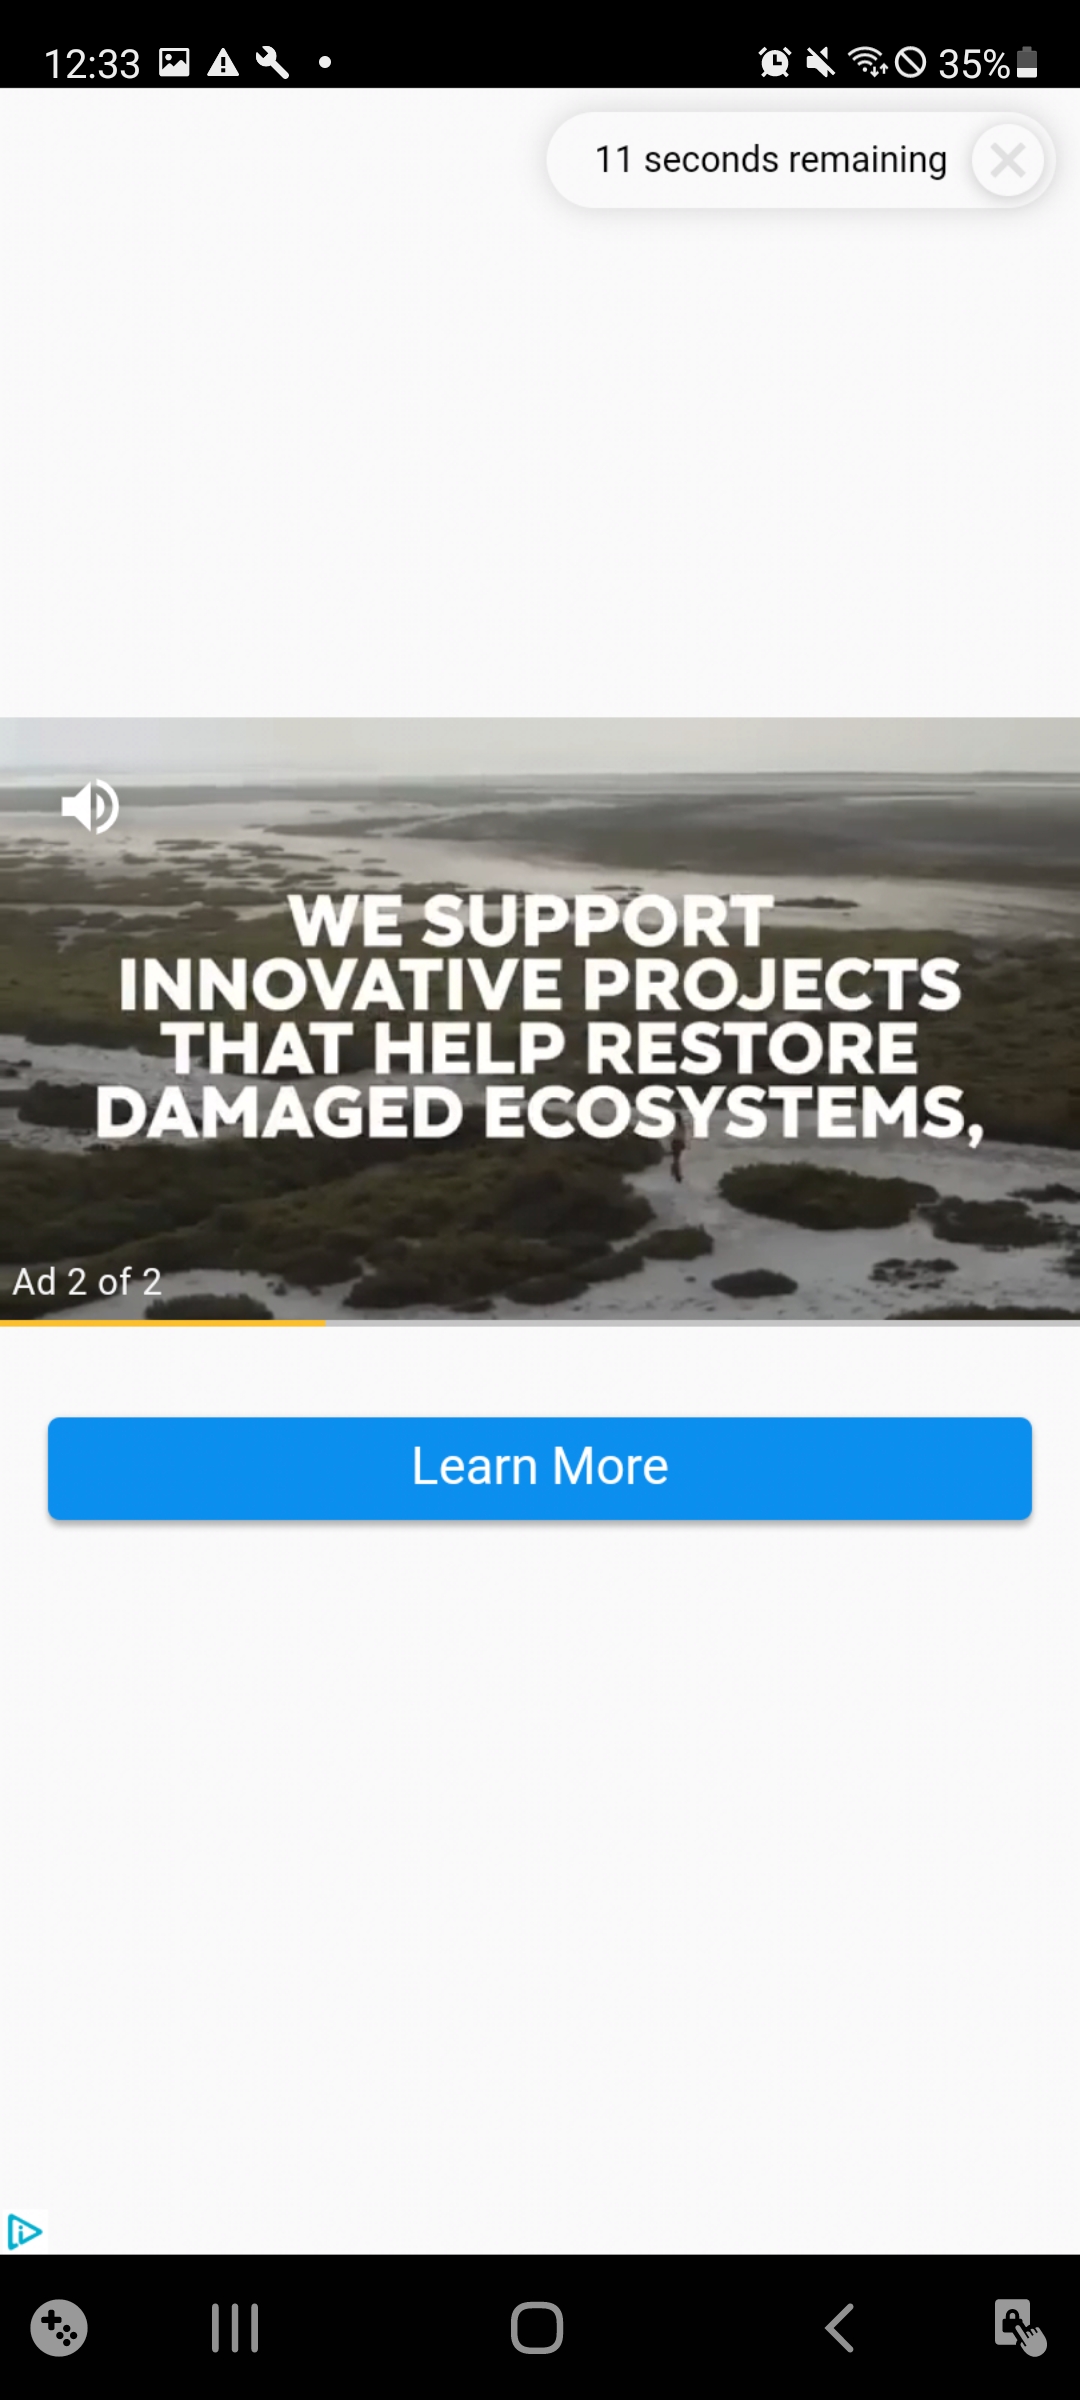 12:33
35%
11 seconds remaining
WE SUPPORT
INNOVATIVE PROJECTS
THAT HELP RESTORE
DAMAGED ECOSYSTEMS,
Ad 2 of 2
Learn More